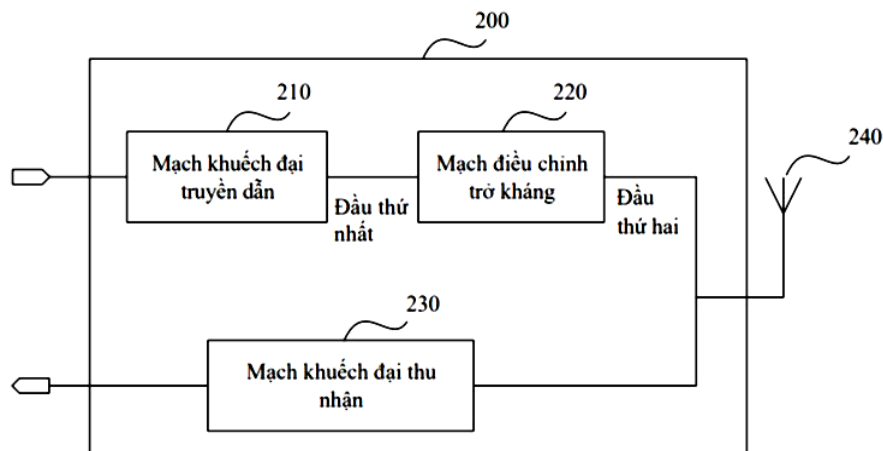 200
210
220
240
Mạch khuếch đại
truyền dẫn
Mạch điều chỉnh
trở kháng
Đầu thứ
nhất
Đầu
thứ hai
230
Mạch khuếch đại thu
nhận